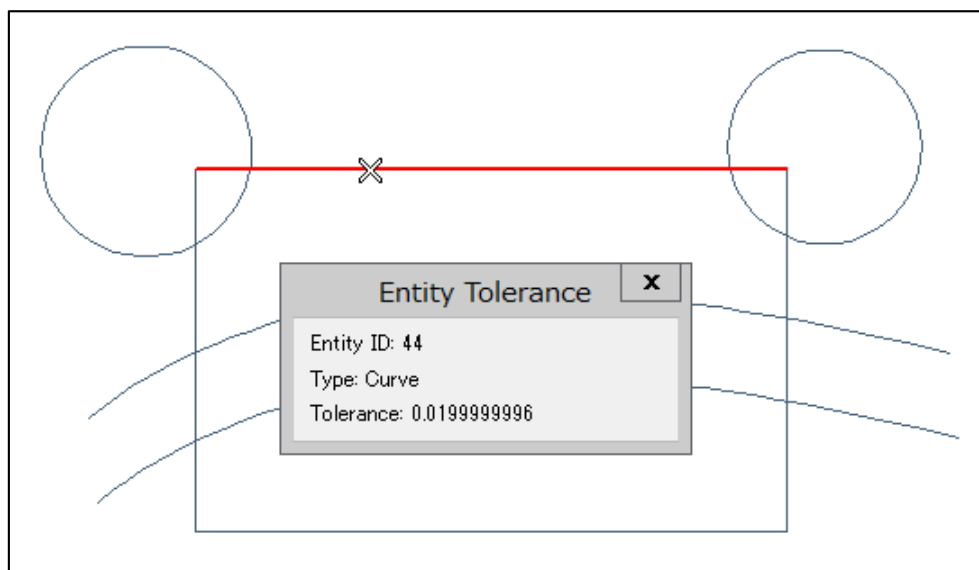 Entity Tolerance
x
Entity ID: 44
Type: Curve
Tolerance: 0.0199999996